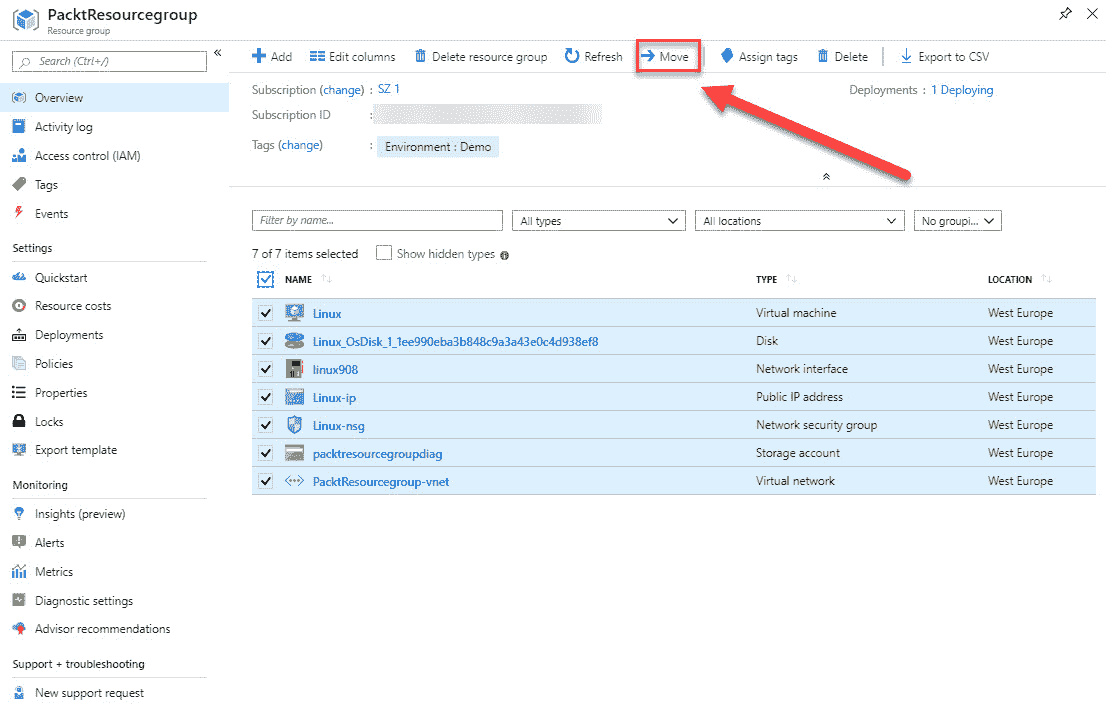 PacktResourcegroup
Resource group
Search (Ctrl+/)
«
Overview
Activity log
Access control (IAM)
Tags
Events
Settings
Quickstart
Resource costs
Deployments
Policies
Properties
Locks
Export template
Monitoring
Insights (preview)
Alerts
Metrics
Diagnostic settings
Advisor recommendations
Support + troubleshooting
New support request
Add Edit columns Delete resource group Refresh Move Assign tags Delete Export to CSV
Subscription (change) : SZ 1 Deployments : 1 Deploying
Subscription ID :
Tags (change) : Environment : Demo
Filter by name... All types All locations No groupi...
7 of 7 items selected Show hidden types
NAME TYPE LOCATION
Linux Virtual machine West Europe
Linux_OsDisk_1_1ee990eba3b848c9a3a43e0c4d938ef8 Disk West Europe
linux908 Network interface West Europe
Linux-ip Public IP address West Europe
Linux-nsg Network security group West Europe
packtresourcegroupdiag Storage account West Europe
PacktResourcegroup-vnet Virtual network West Europe